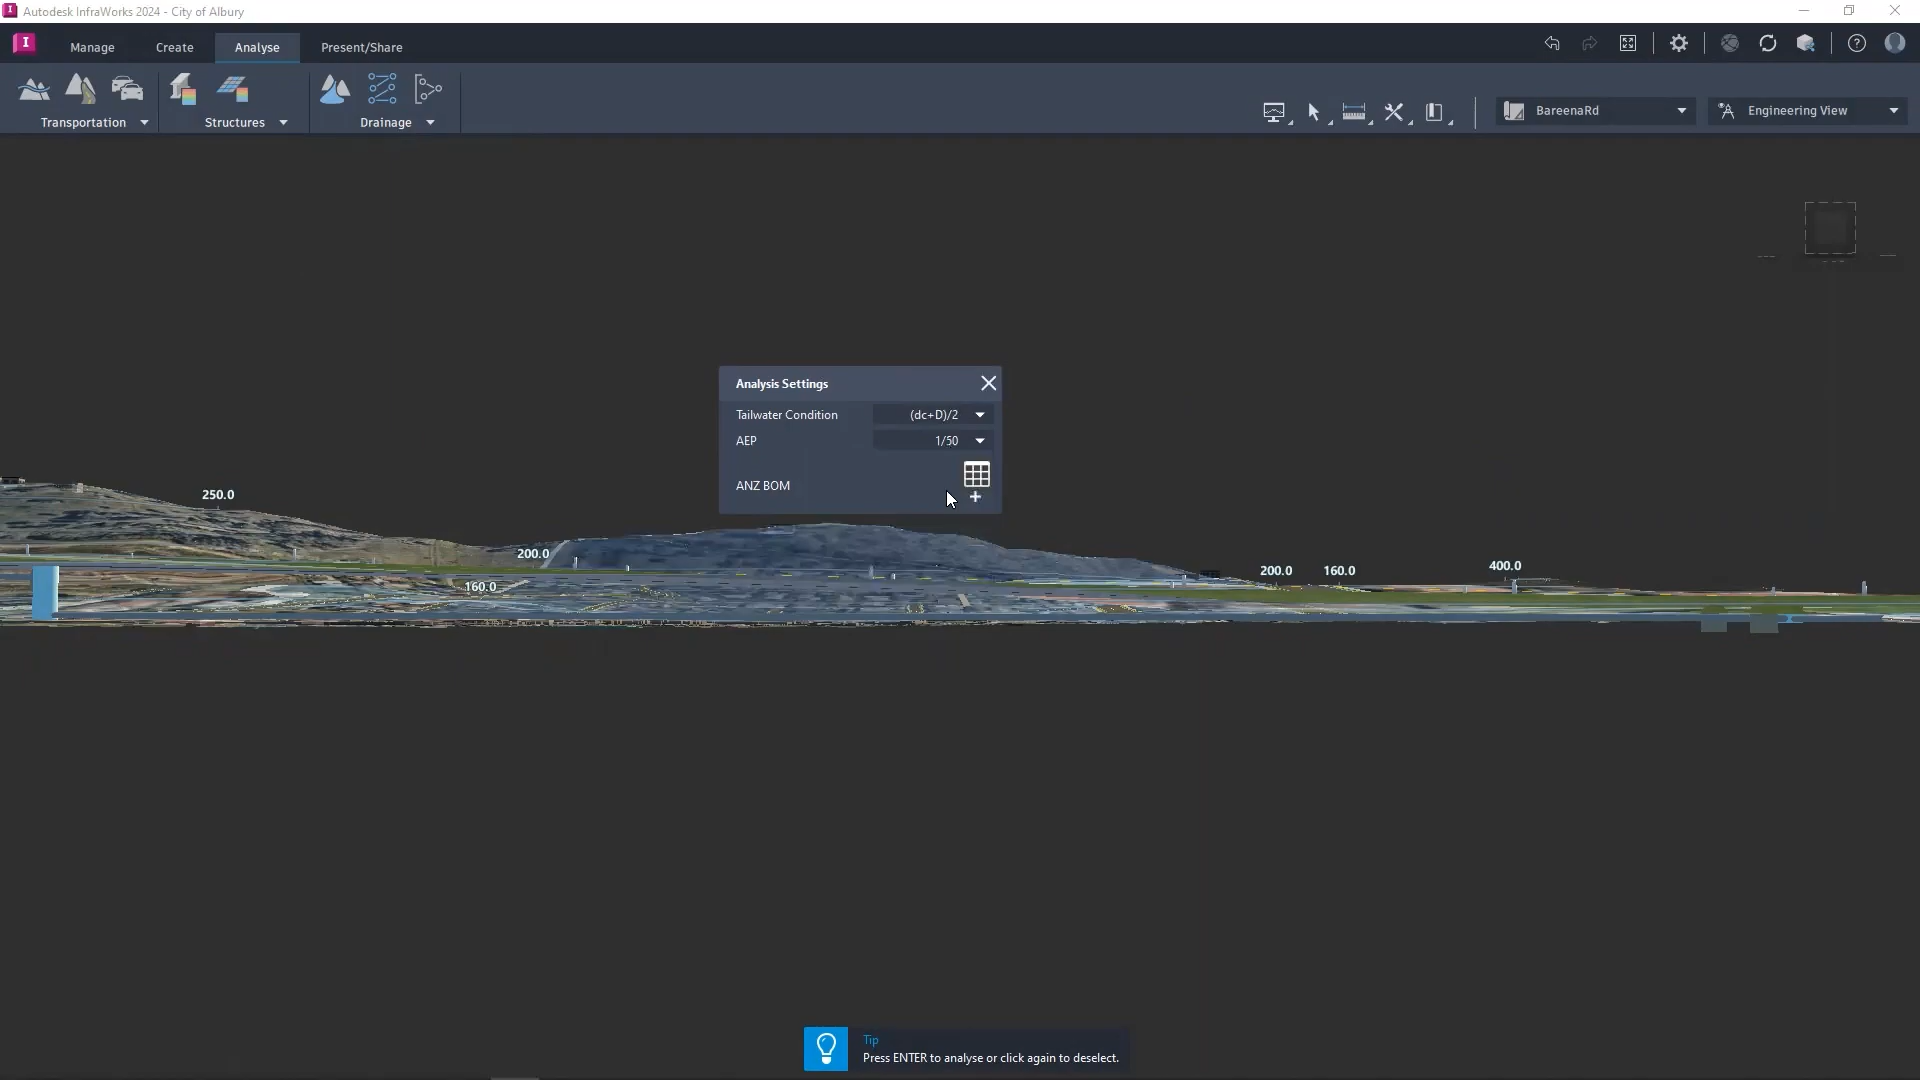 Autodesk InfraWorks 2024 - City of Albury
Manage
Create
Analyse
Present/Share
Transportation
Structures
Drainage
BareenaRd
Engineering View
Analysis Settings
Tailwater Condition
(dc+D)/2
AEP
1/50
ANZ BOM
250.0
200.0
160.0
200.0
160.0
400.0
Tip
Press ENTER to analyse or click again to deselect.